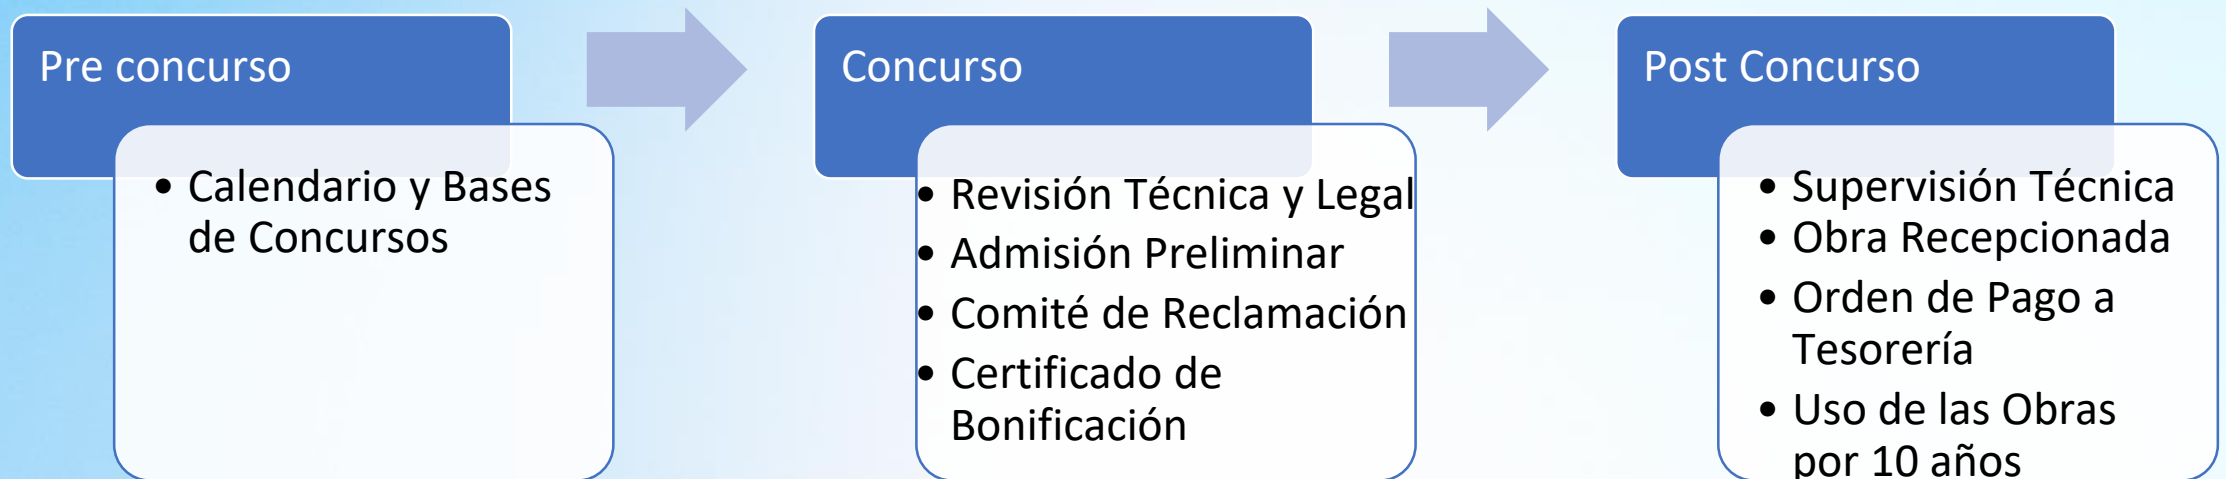 Pre concurso
• Calendario y Bases
de Concursos
Concurso
• Revisión Técnica y Legal
• Admisión Preliminar
• Comité de Reclamación
• Certificado de
Bonificación
Post Concurso
• Supervisión Técnica
• Obra Recepcionada
• Orden de Pago a
Tesorería
• Uso de las Obras
por 10 años